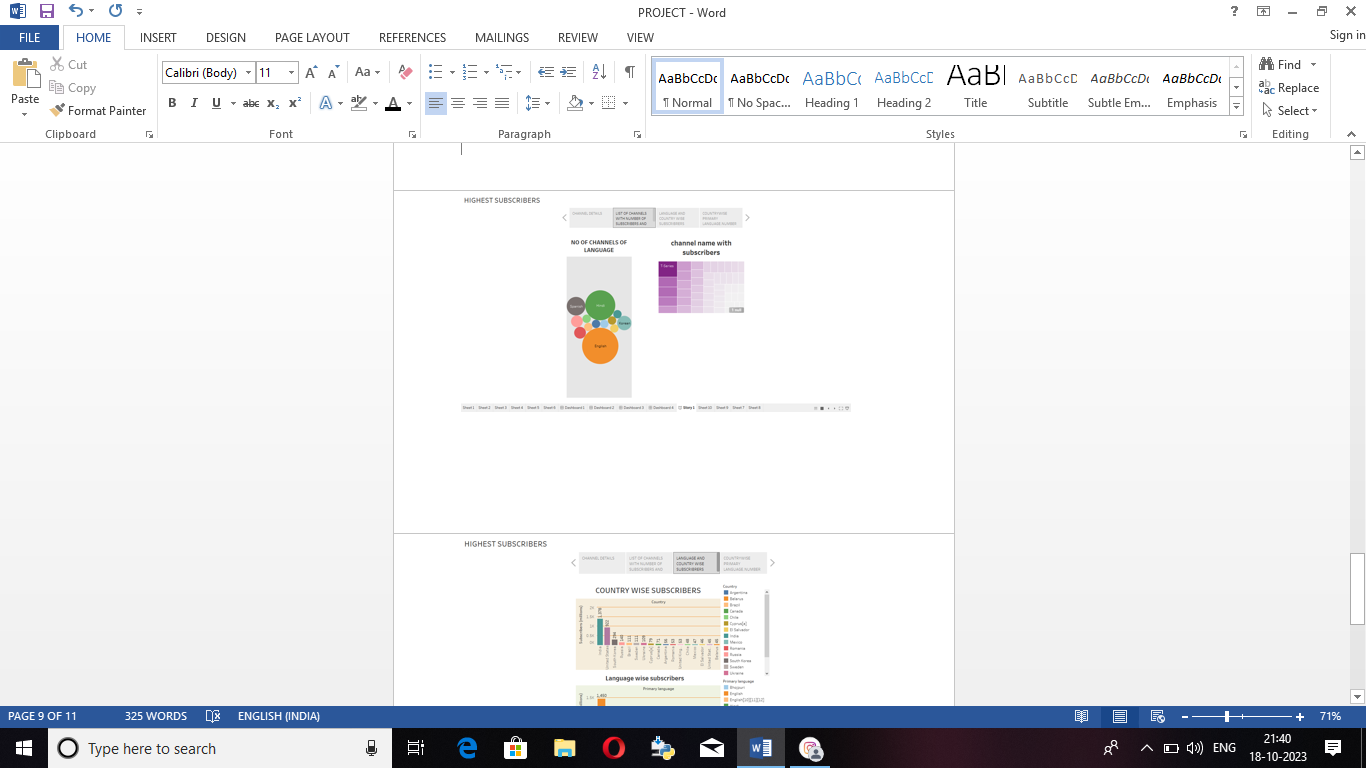 PROJECT - Word
FILE HOME INSERT DESIGN PAGE LAYOUT REFERENCES MAILINGS REVIEW VIEW Sign in
Paste
Cut
Copy
Format Painter
Clipboard
Calibri (Body) 11
Font
Paragraph
AaBbCcDc AaBbCcDc AaBbCc AaBbCcD AaBl AaBbCcD AaBbCcDc AaBbCcDc
¶ Normal ¶ No Spac... Heading 1 Heading 2 Title Subtitle Subtle Em... Emphasis
Styles
Find
Replace
Select
Editing
HIGHEST SUBSCRIBERS
CHANNEL DETAILS
LIST OF CHANNELS
WITH NUMBER OF
SUBSCRIBERS AND
LANGUAGE AND
COUNTRY WISE
SUBSCRIBERERS
COUNTRYWISE
PRIMARY
LANGUAGE NUMBER
NO OF CHANNELS OF
LANGUAGE
English
Korean
channel name with
subscribers
T-Series
Sheet 1 Sheet 2 Sheet 3 Sheet 4 Sheet 5 Sheet 6 Dashboard 1 Dashboard 2 Dashboard 3 Dashboard 4 Story 1 Sheet 10 Sheet 9 Sheet 7 Sheet 8
HIGHEST SUBSCRIBERS
CHANNEL DETAILS
LIST OF CHANNELS
WITH NUMBER OF
SUBSCRIBERS AND
LANGUAGE AND
COUNTRY WISE
SUBSCRIBERERS
COUNTRYWISE
PRIMARY
LANGUAGE NUMBER
COUNTRY WISE SUBSCRIBERS
Country
Country
Argentina
Belarus
Brazil
Canada
Chile
Cyprus[a]
El Salvador
India
Mexico
Romania
Russia
South Korea
Sweden
Ukraine
Language wise subscribers
Primary language
1,493
Primary language
Bhojpuri
English
English[10][11][12]
PAGE 9 OF 11 325 WORDS ENGLISH (INDIA) 71%
Type here to search
ENG
21:40
18-10-2023